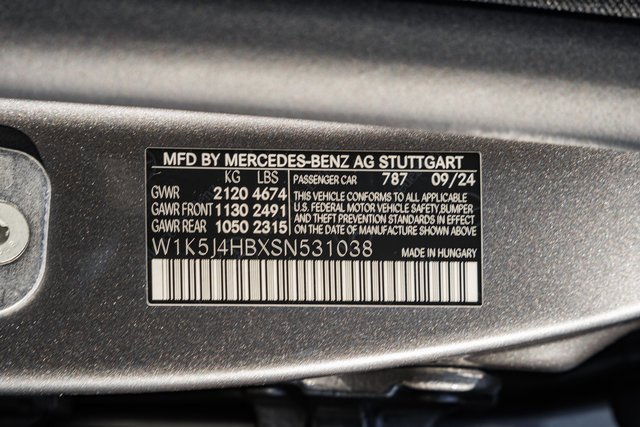 MFD BY MERCEDES-BENZ AG STUTTGART
KG LBS
GVWR 2120 4674
GAWR FRONT 1130 2491
GAWR REAR 1050 2315
PASSENGER CAR 787 09/24
THIS VEHICLE CONFORMS TO ALL APPLICABLE
U.S. FEDERAL MOTOR VEHICLE SAFETY, BUMPER
AND THEFT PREVENTION STANDARDS IN EFFECT
ON THE DATE OF MANUFACTURE SHOWN ABOVE
W1K5J4HBXSN531038
MADE IN HUNGARY